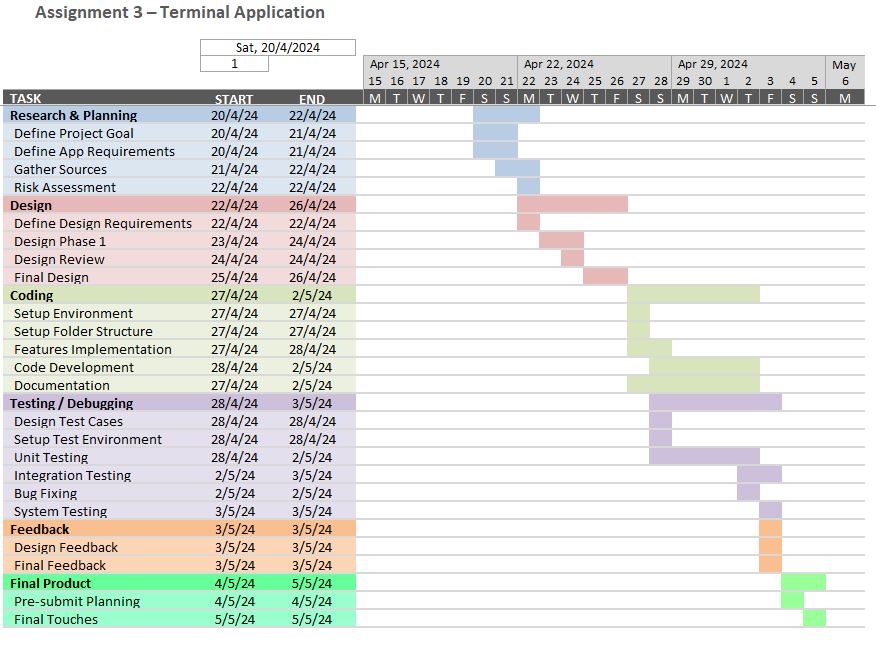 Assignment 3 – Terminal Application
Sat, 20/4/2024
1
Apr 15, 2024 Apr 22, 2024 Apr 29, 2024 May
15 16 17 18 19 20 21 22 23 24 25 26 27 28 29 30 1 2 3 4 5 6
TASK START END M T W T F S S M T W T F S S M T W T F S S M
Research & Planning 20/4/24 22/4/24
Define Project Goal 20/4/24 21/4/24
Define App Requirements 20/4/24 21/4/24
Gather Sources 21/4/24 22/4/24
Risk Assessment 22/4/24 22/4/24
Design 22/4/24 26/4/24
Define Design Requirements 22/4/24 22/4/24
Design Phase 1 23/4/24 24/4/24
Design Review 24/4/24 24/4/24
Final Design 25/4/24 26/4/24
Coding 27/4/24 2/5/24
Setup Environment 27/4/24 27/4/24
Setup Folder Structure 27/4/24 27/4/24
Features Implementation 27/4/24 28/4/24
Code Development 28/4/24 2/5/24
Documentation 27/4/24 2/5/24
Testing / Debugging 28/4/24 3/5/24
Design Test Cases 28/4/24 28/4/24
Setup Test Environment 28/4/24 28/4/24
Unit Testing 28/4/24 2/5/24
Integration Testing 2/5/24 3/5/24
Bug Fixing 2/5/24 2/5/24
System Testing 3/5/24 3/5/24
Feedback 3/5/24 3/5/24
Design Feedback 3/5/24 3/5/24
Final Feedback 3/5/24 3/5/24
Final Product 4/5/24 5/5/24
Pre-submit Planning 4/5/24 4/5/24
Final Touches 5/5/24 5/5/24